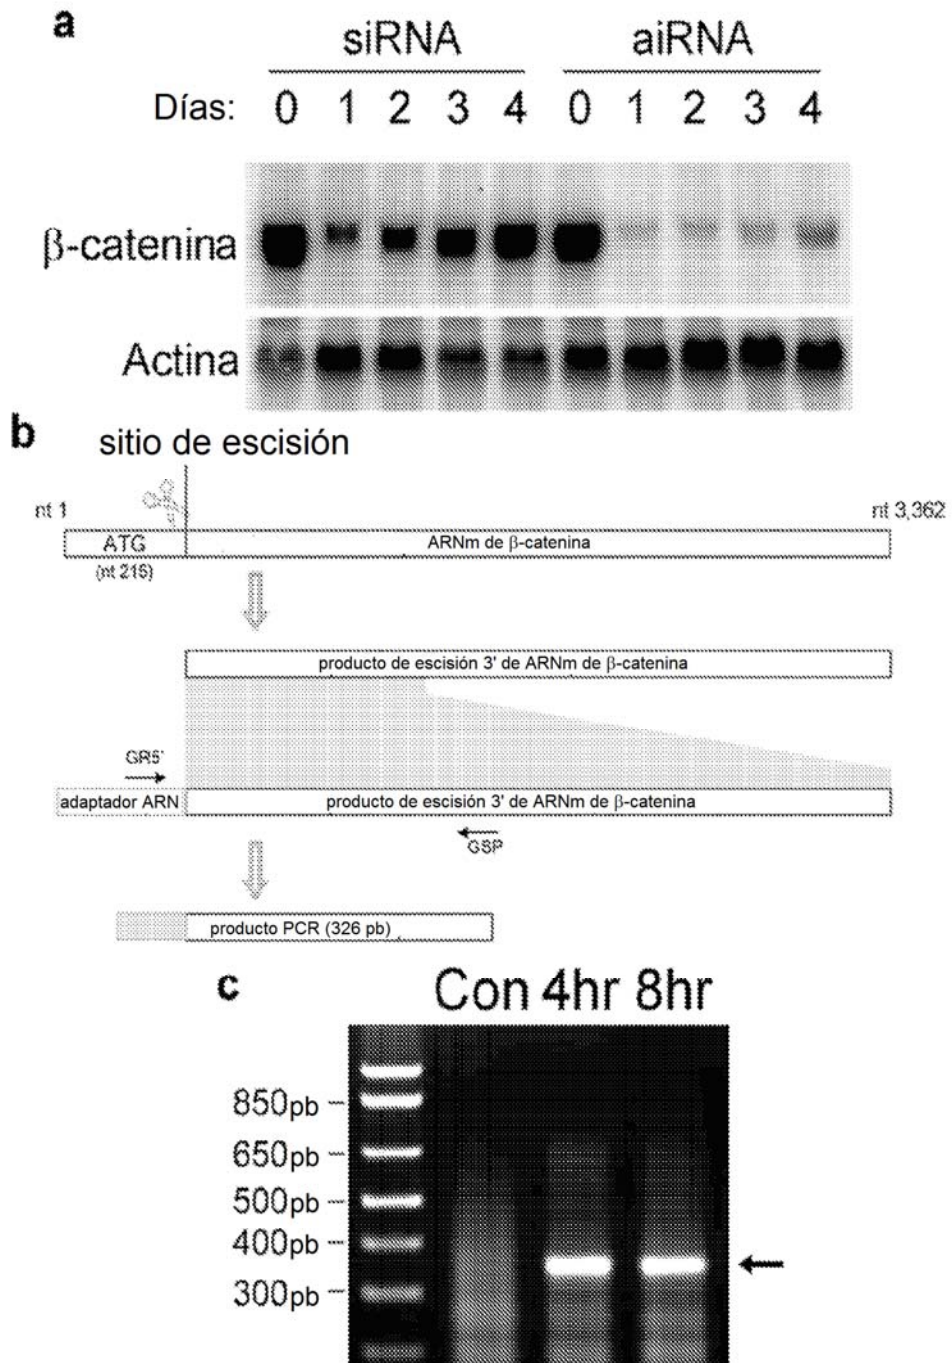 a
siRNA aiRNA
Días: 0 1 2 3 4 0 1 2 3 4
β-catenina
Actina
b
sitio de escisión
nt 1 nt 3,362
ATG ARNm de β-catenina
(nt 215)
producto de escisión 3' de ARNm de β-catenina
GR5'
adaptador ARN producto de escisión 3' de ARNm de β-catenina
GSP
producto PCR (326 pb)
c
Con 4hr 8hr
850pb
650pb
500pb
400pb
300pb